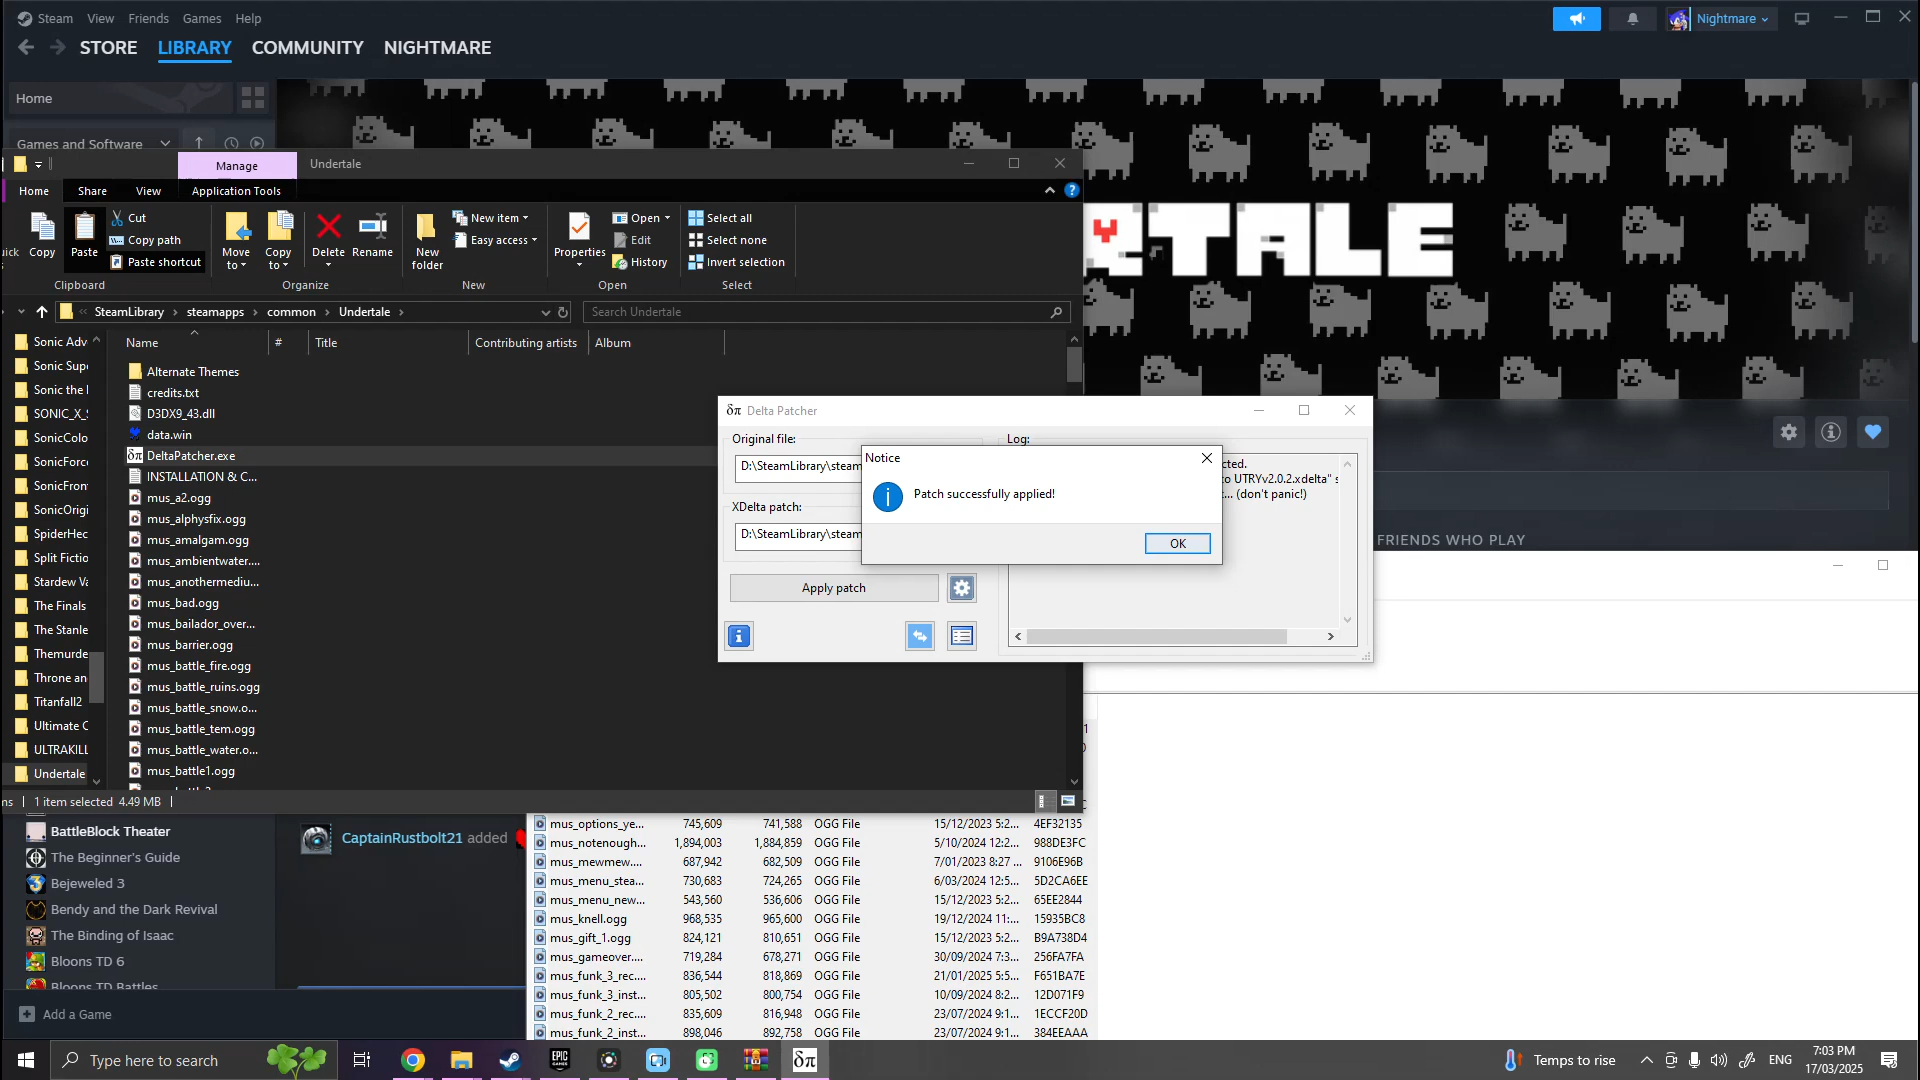 Steam View Friends Games Help
Nightmare
STORE LIBRARY COMMUNITY NIGHTMARE
Home
Games and Software
Manage Undertale
Home Share View Application Tools
Copy
Paste
Cut
Copy path
Paste shortcut
Move to
Copy to
Delete
Rename
New folder
New item
Easy access
Properties
Open
Edit
History
Select all
Select none
Invert selection
Clipboard Organize New Open Select
SteamLibrary steamapps common Undertale
Search Undertale
Name # Title Contributing artists Album
Sonic Adv
Sonic Supe
Sonic the
SONIC_X_S
SonicColo
SonicForce
SonicFron
SonicOrigi
SpiderHec
Split Fictio
Stardew Va
The Finals
The Stanle
Themurde
Throne an
Titanfall2
Ultimate C
ULTRAKILL
Undertale
Alternate Themes
credits.txt
D3DX9_43.dll
data.win
DeltaPatcher.exe
INSTALLATION & C...
mus_a2.ogg
mus_alphysfix.ogg
mus_amalgam.ogg
mus_ambientwater....
mus_anothermediu...
mus_bad.ogg
mus_bailador_over...
mus_barrier.ogg
mus_battle_fire.ogg
mus_battle_ruins.ogg
mus_battle_snow.o...
mus_battle_tem.ogg
mus_battle_water.o...
mus_battle1.ogg
1 item selected 4.49 MB
RTALE
δπ Delta Patcher
Original file:
D:\SteamLibrary\steam
XDelta patch:
D:\SteamLibrary\steam
Apply patch
Log:
cted.
to UTRYv2.0.2.xdelta" s
... (don't panic!)
Notice
Patch successfully applied!
OK
FRIENDS WHO PLAY
BattleBlock Theater
The Beginner's Guide
Bejeweled 3
Bendy and the Dark Revival
The Binding of Isaac
Bloons TD 6
Bloons TD Battles
Add a Game
CaptainRustbolt21 added
mus_options_ye... 745,609 741,588 OGG File 15/12/2023 5:2... 4EF32135
mus_notenough... 1,894,003 1,884,859 OGG File 5/10/2024 12:2... 988DE3FC
mus_mewmew.... 687,942 682,509 OGG File 7/01/2023 8:27 ... 9106E96B
mus_menu_stea... 730,683 724,265 OGG File 6/03/2024 12:5... 5D2CA6EE
mus_menu_new... 543,560 536,606 OGG File 15/12/2023 5:2... 65EE2844
mus_knell.ogg 968,535 965,600 OGG File 19/12/2024 11:... 15935BC8
mus_gift_1.ogg 824,121 810,651 OGG File 15/12/2023 5:2... B9A738D4
mus_gameover.... 719,284 678,271 OGG File 30/09/2024 7:3... 256FA7FA
mus_funk_3_rec... 836,544 818,869 OGG File 21/01/2025 5:5... F651BA7E
mus_funk_3_inst... 805,502 800,754 OGG File 10/09/2024 8:2... 12D071F9
mus_funk_2_rec... 835,609 816,948 OGG File 23/07/2024 9:1... 1ECCF20D
mus_funk_2_inst... 898,046 892,758 OGG File 23/07/2024 9:1... 384EEAAA
Type here to search
EPIC GAMES
δπ
Temps to rise
ENG
7:03 PM
17/03/2025